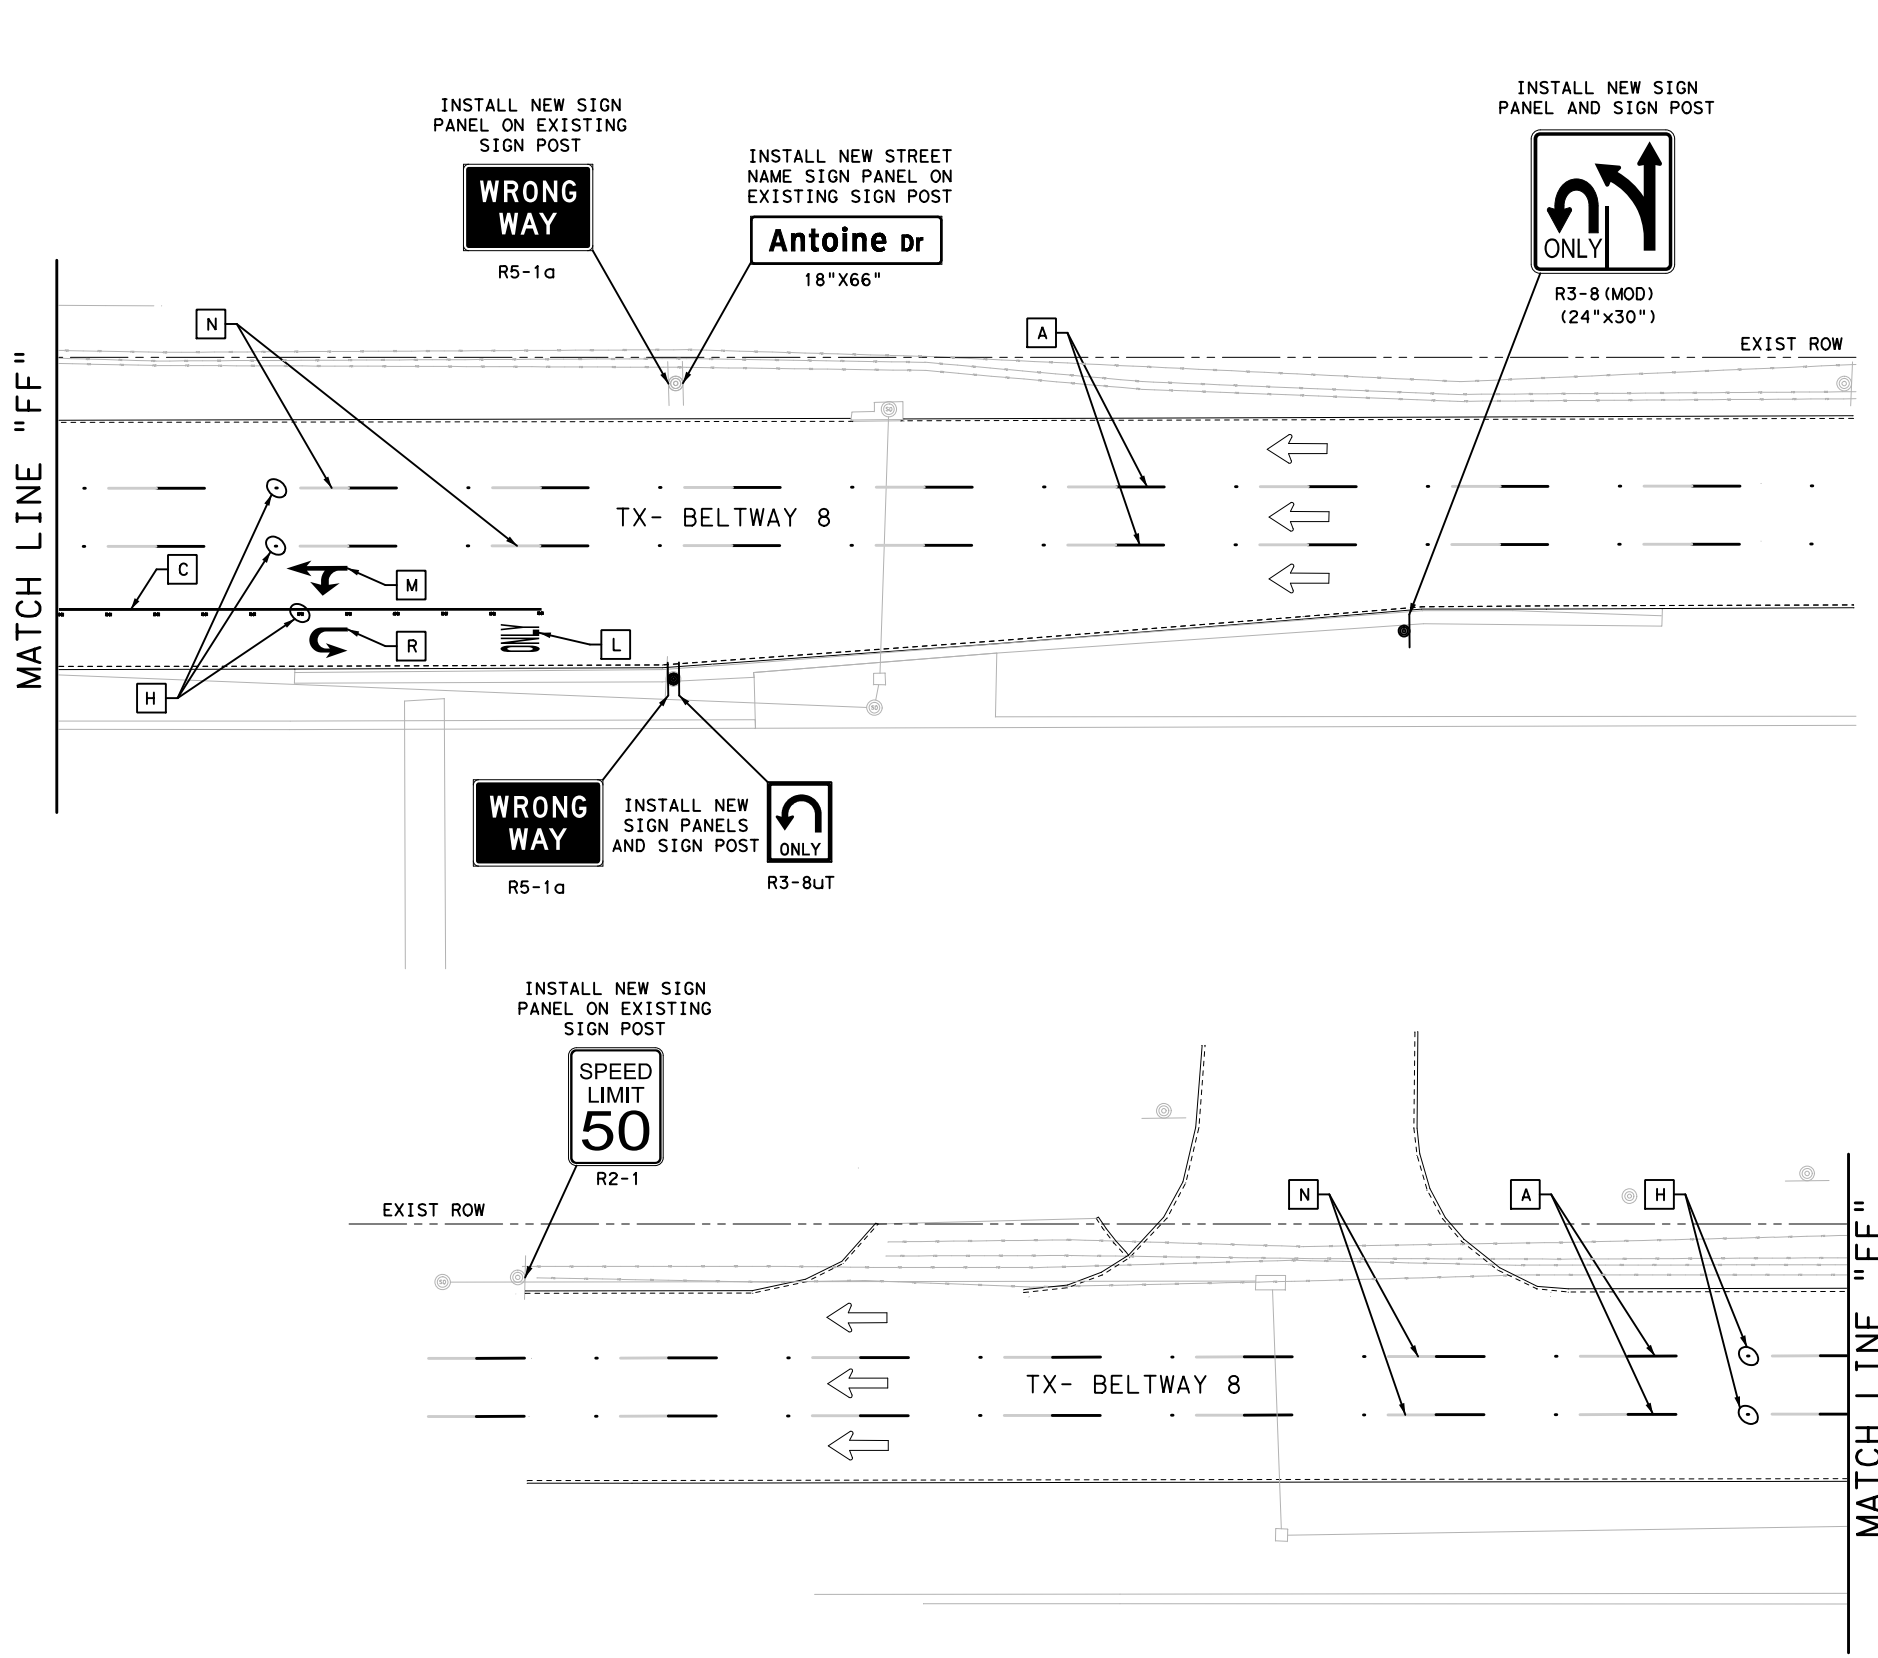 INSTALL NEW SIGN
PANEL ON EXISTING
SIGN POST
WRONG
WAY
R5-1a
INSTALL NEW STREET
NAME SIGN PANEL ON
EXISTING SIGN POST
Antoine Dr
18"X66"
INSTALL NEW SIGN
PANEL AND SIGN POST
ONLY
R3-8(MOD)
(24"x30")
N
A
EXIST ROW
MATCH LINE "FF"
TX- BELTWAY 8
C
M
R
L
H
WRONG
WAY
R5-1a
INSTALL NEW
SIGN PANELS
AND SIGN POST
ONLY
R3-8uT
INSTALL NEW SIGN
PANEL ON EXISTING
SIGN POST
SPEED
LIMIT
50
R2-1
EXIST ROW
N
A
H
TX- BELTWAY 8
MATCH LINE "FF"